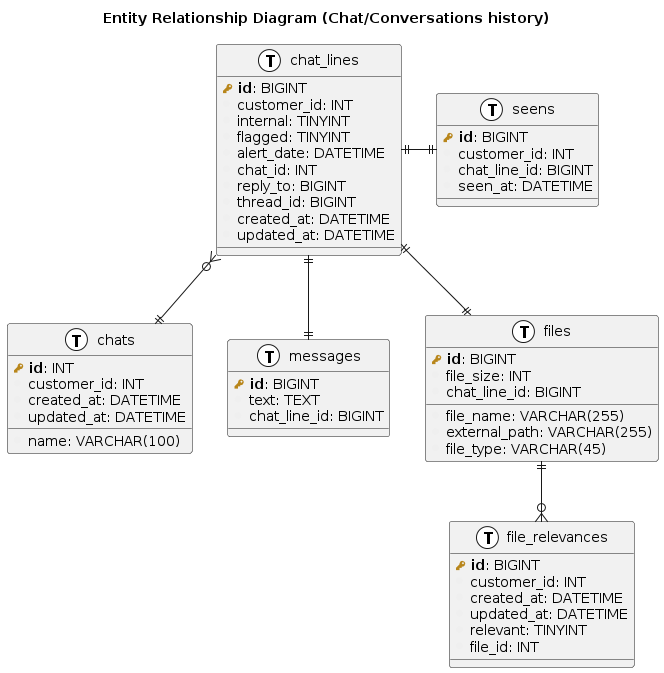 Entity Relationship Diagram (Chat/Conversations history)
T chat_lines
id: BIGINT
customer_id: INT
internal: TINYINT
flagged: TINYINT
alert_date: DATETIME
chat_id: INT
reply_to: BIGINT
thread_id: BIGINT
created_at: DATETIME
updated_at: DATETIME
T seens
id: BIGINT
customer_id: INT
chat_line_id: BIGINT
seen_at: DATETIME
T chats
id: INT
customer_id: INT
created_at: DATETIME
updated_at: DATETIME
name: VARCHAR(100)
T messages
id: BIGINT
text: TEXT
chat_line_id: BIGINT
T files
id: BIGINT
file_size: INT
chat_line_id: BIGINT
file_name: VARCHAR(255)
external_path: VARCHAR(255)
file_type: VARCHAR(45)
T file_relevances
id: BIGINT
customer_id: INT
created_at: DATETIME
updated_at: DATETIME
relevant: TINYINT
file_id: INT